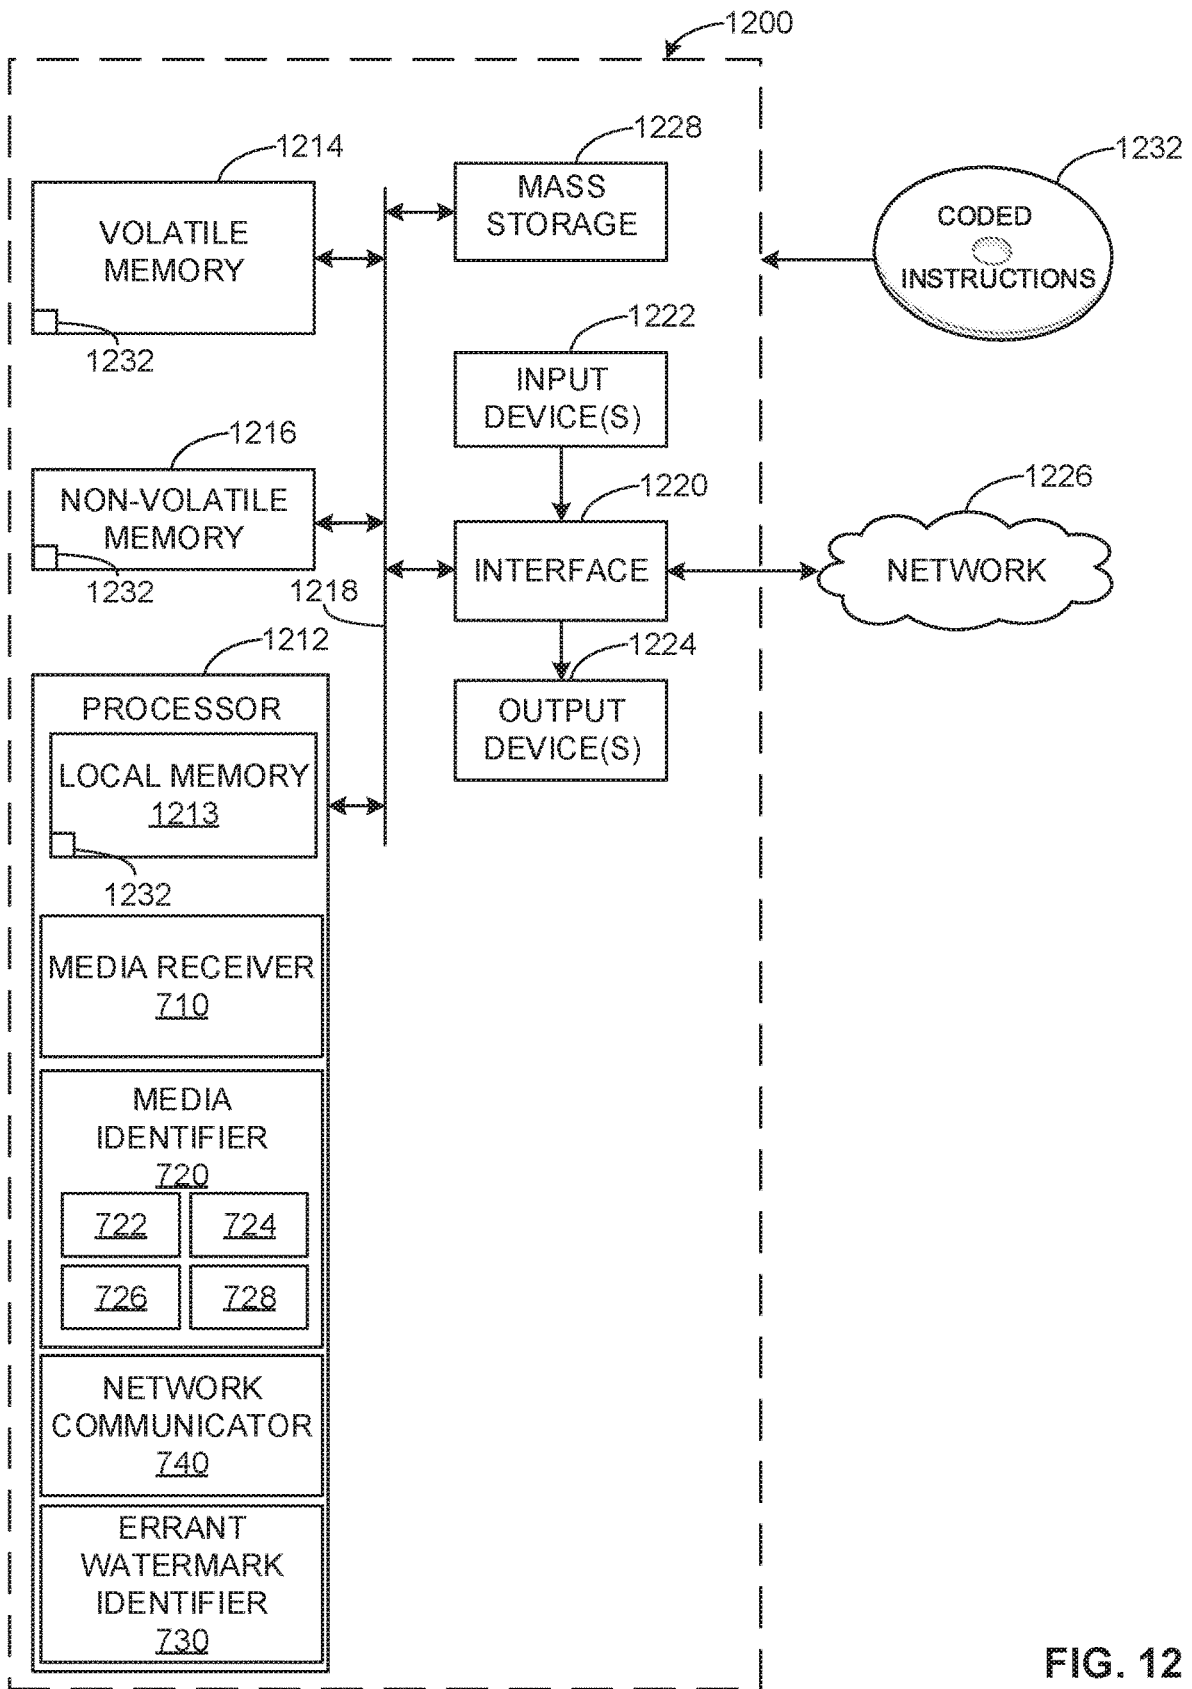 1200
1214
VOLATILE
MEMORY
1232
1228
MASS
STORAGE
1232
CODED
INSTRUCTIONS
1222
INPUT
DEVICE(S)
1216
NON-VOLATILE
MEMORY
1232
1218
1220
INTERFACE
1226
NETWORK
1224
OUTPUT
DEVICE(S)
1212
PROCESSOR
LOCAL MEMORY
1213
1232
MEDIA RECEIVER
710
MEDIA
IDENTIFIER
720
722
724
726
728
NETWORK
COMMUNICATOR
740
ERRANT
WATERMARK
IDENTIFIER
730
FIG. 12